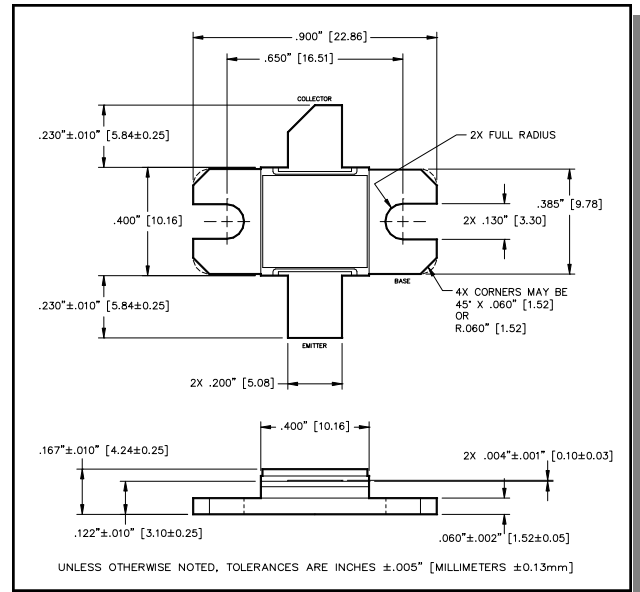 .900" [22.86]
.650" [16.51]
COLLECTOR
.230"±.010" [5.84±0.25]
2X FULL RADIUS
.400" [10.16]
2X .130" [3.30]
.385" [9.78]
BASE
.230"±.010" [5.84±0.25]
4X CORNERS MAY BE
45° X .060" [1.52]
OR
R.060" [1.52]
EMITTER
2X .200" [5.08]
.400" [10.16]
.167"±.010" [4.24±0.25]
2X .004"±.001" [0.10±0.03]
.122"±.010" [3.10±0.25]
.060"±.002" [1.52±0.05]
UNLESS OTHERWISE NOTED, TOLERANCES ARE INCHES ±.005" [MILLIMETERS ±0.13mm]